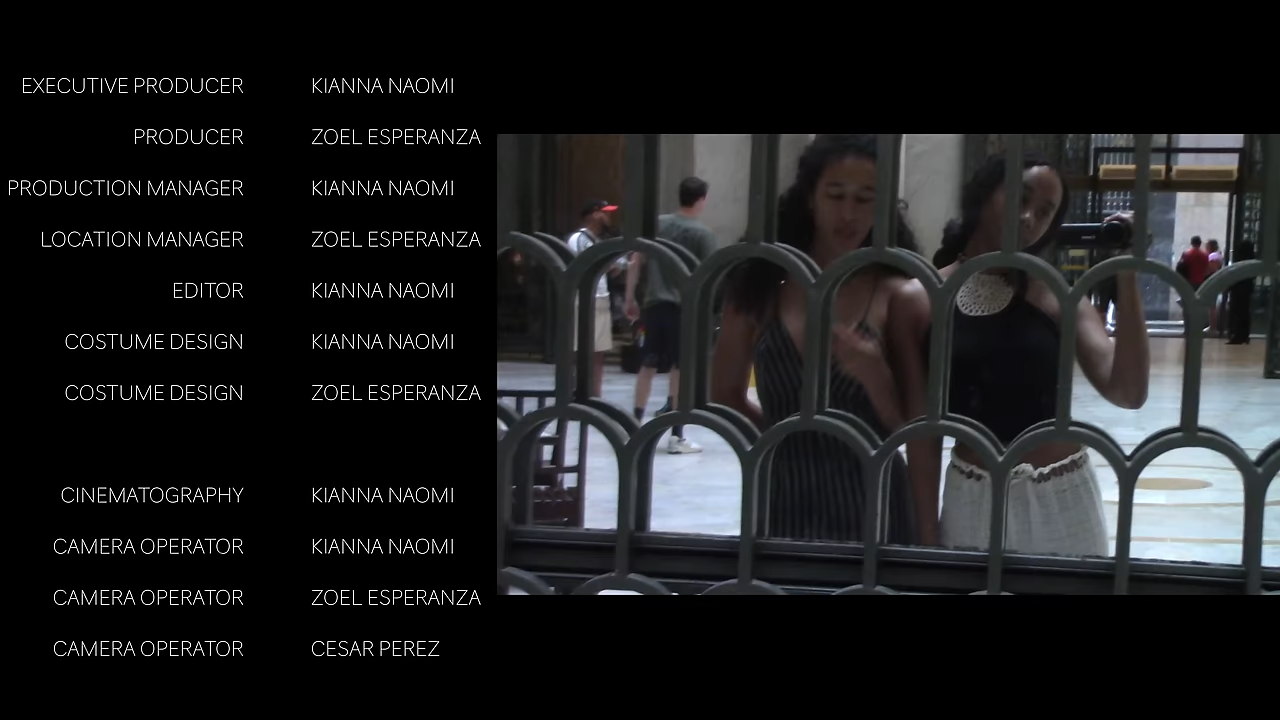 EXECUTIVE PRODUCER KIANNA NAOMI
PRODUCER ZOEL ESPERANZA
PRODUCTION MANAGER KIANNA NAOMI
LOCATION MANAGER ZOEL ESPERANZA
EDITOR KIANNA NAOMI
COSTUME DESIGN KIANNA NAOMI
COSTUME DESIGN ZOEL ESPERANZA
CINEMATOGRAPHY KIANNA NAOMI
CAMERA OPERATOR KIANNA NAOMI
CAMERA OPERATOR ZOEL ESPERANZA
CAMERA OPERATOR CESAR PEREZ